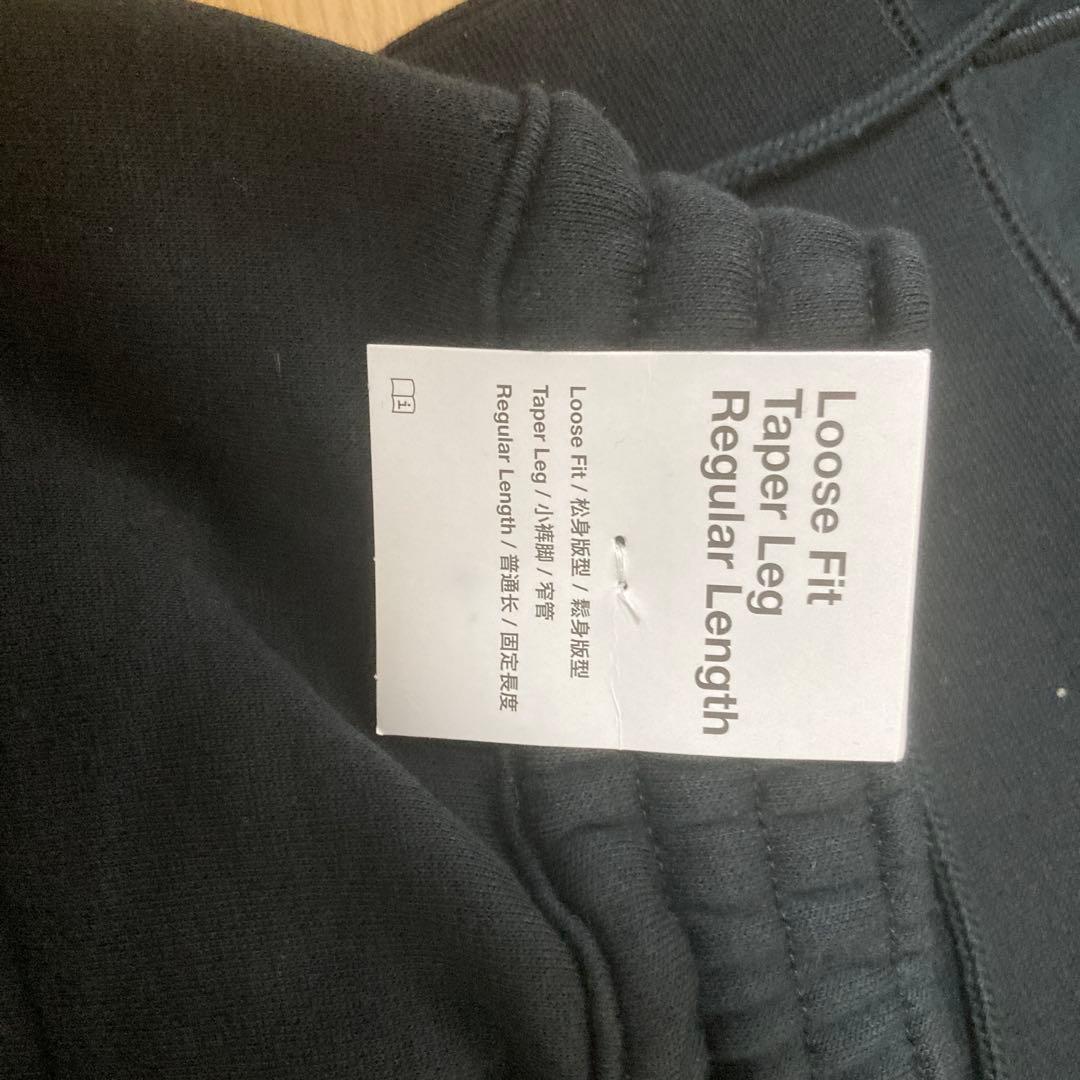 Loose Fit
Taper Leg
Regular Length
Loose Fit / 松身版型 / 鬆身版型
Taper Leg / 小裤脚 / 窄管
Regular Length / 普通长 / 固定長度
i